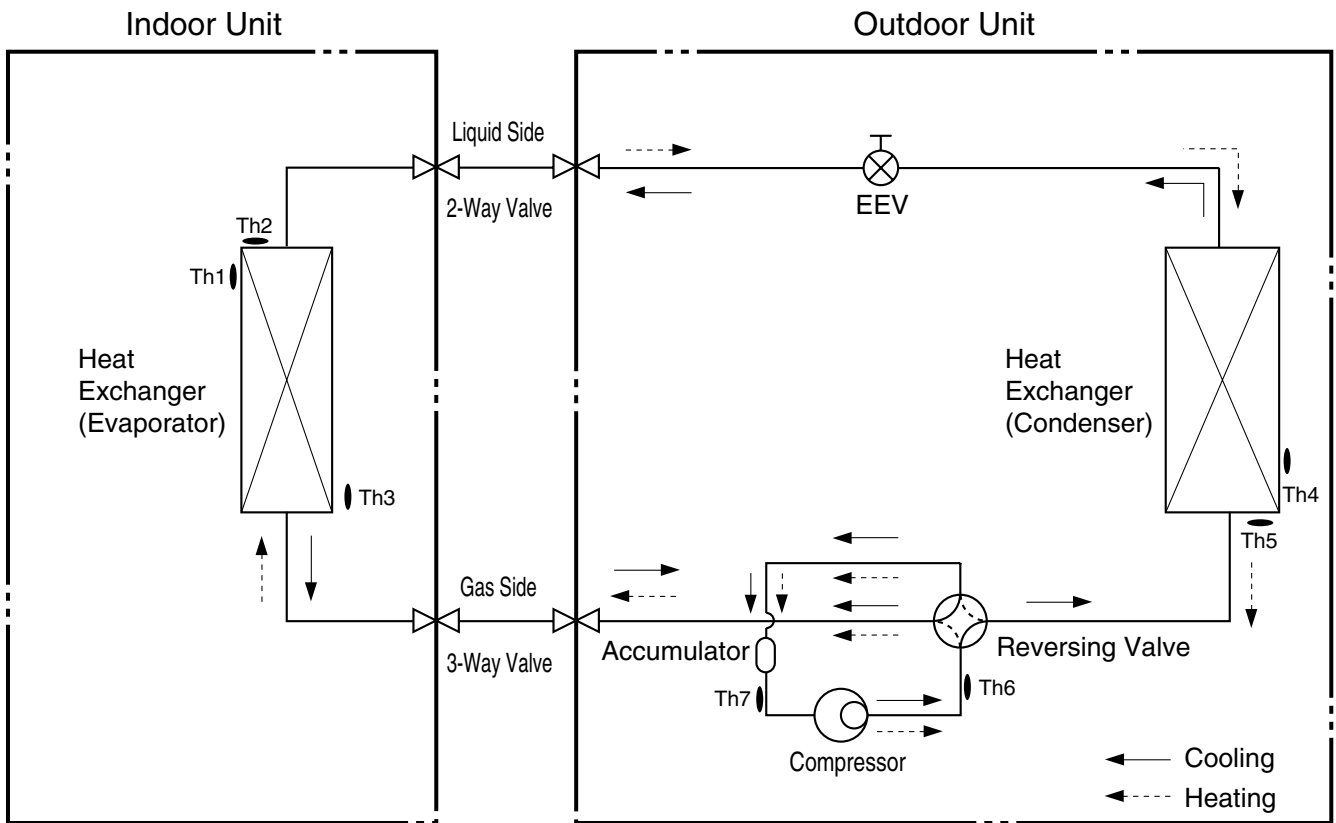 Indoor Unit
Outdoor Unit
Liquid Side
2-Way Valve
EEV
Th2
Th1
Heat
Exchanger
(Evaporator)
Th3
Heat
Exchanger
(Condenser)
Th4
Th5
Gas Side
3-Way Valve
Accumulator
Reversing Valve
Th7
Th6
Compressor
Cooling
Heating